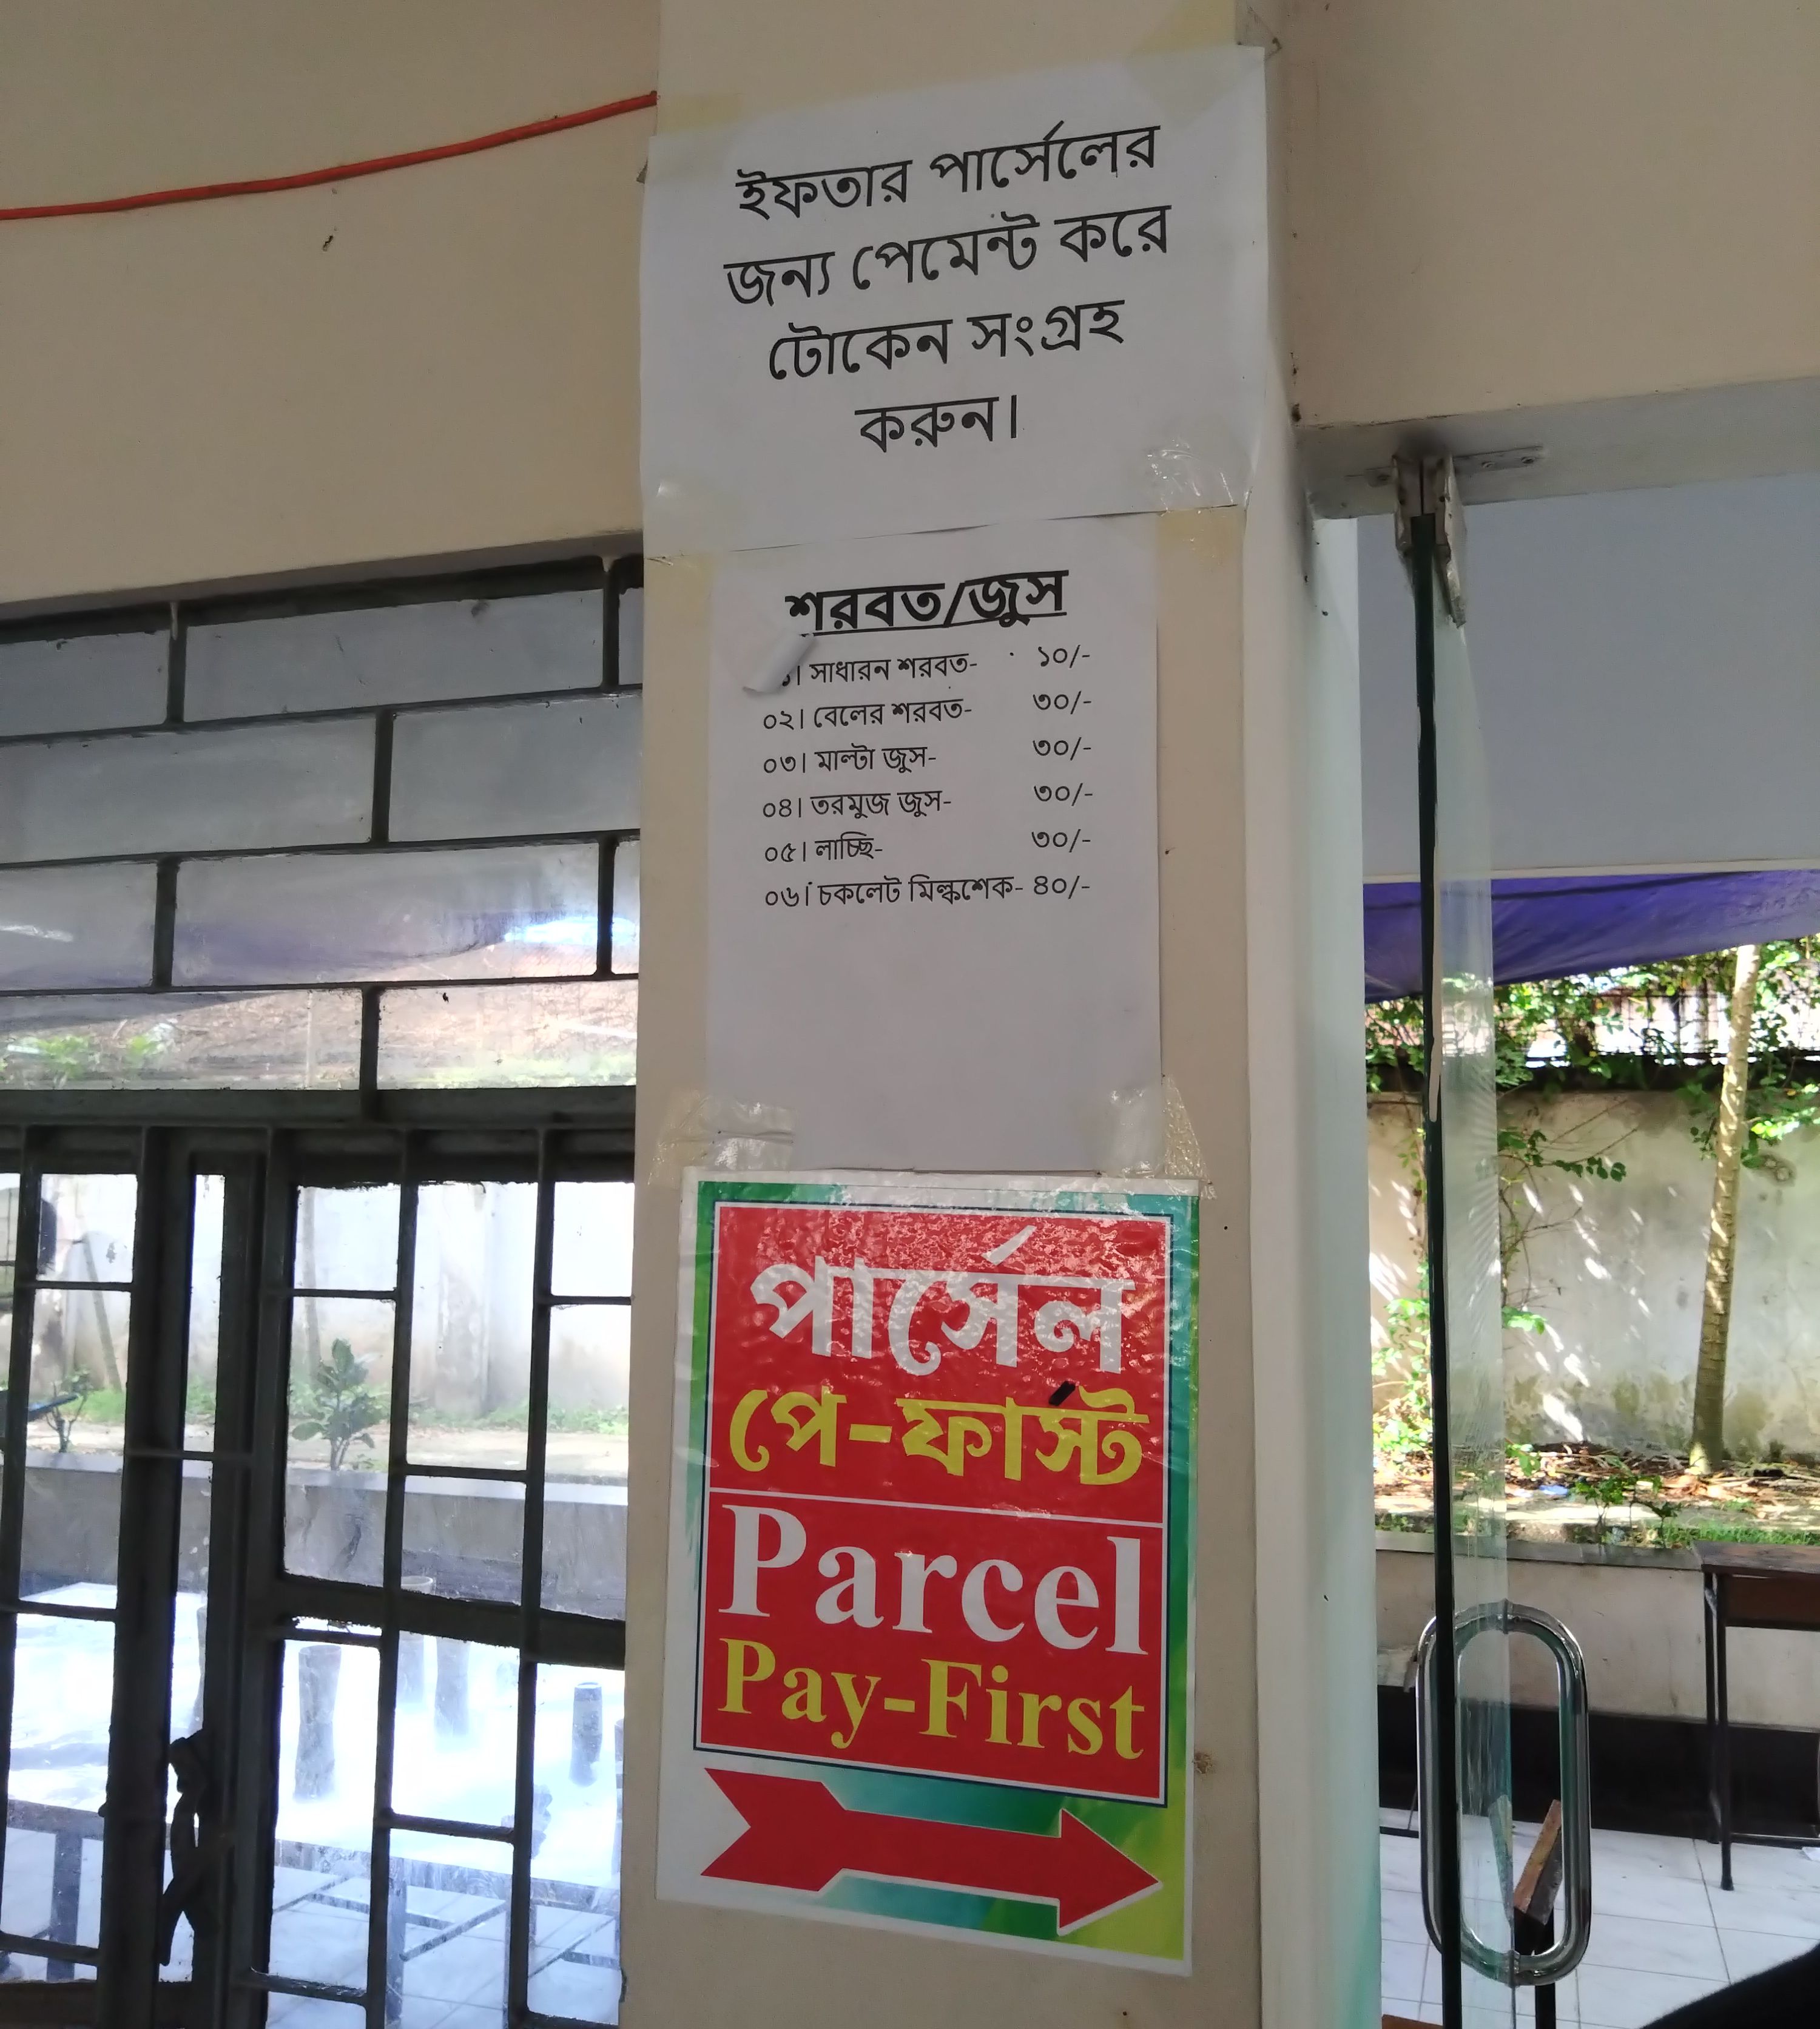 ইফতার পার্সেলের
জন্য পেমেন্ট করে
টোকেন সংগ্রহ
করুন।
শরবত/জুস
১। সাধারন শরবত- ১০/-
০২। বেলের শরবত- ৩০/-
০৩। মাল্টা জুস- ৩০/-
০৪। তরমুজ জুস- ৩০/-
০৫। লাচ্ছি- ৩০/-
০৬। চকলেট মিল্কশেক- ৪০/-
পার্সেল
পে-ফার্স্ট
Parcel
Pay-First